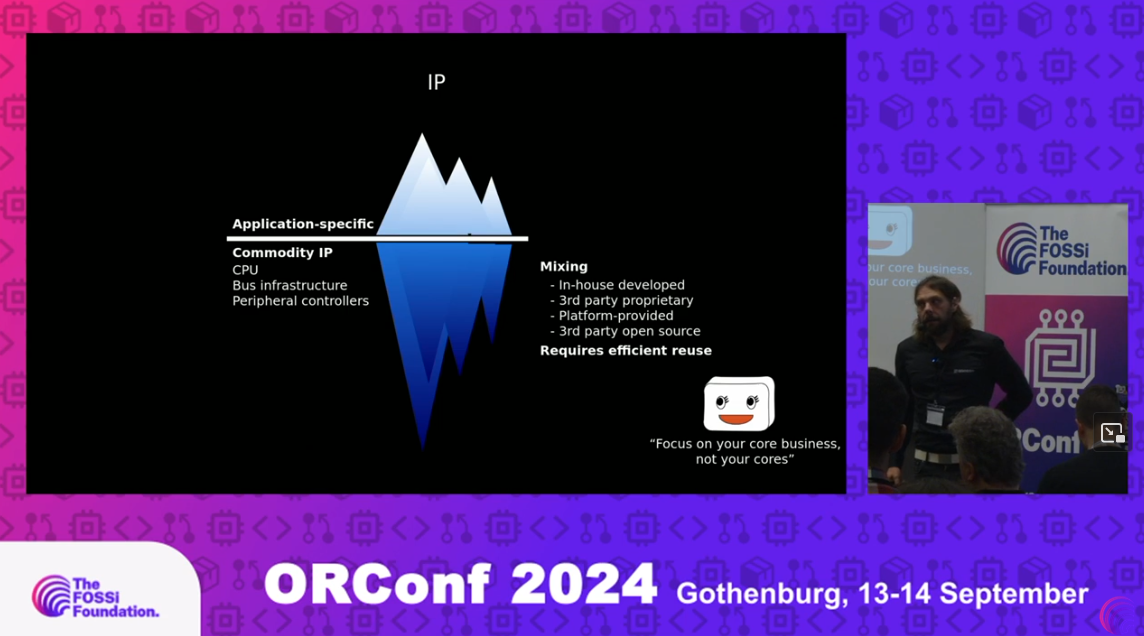 IP
Application-specific
Commodity IP
CPU
Bus infrastructure
Peripheral controllers
Mixing
- In-house developed
- 3rd party proprietary
- Platform-provided
- 3rd party open source
Requires efficient reuse
“Focus on your core business,
not your cores”
our core business,
our cores
The
FOSSi
Foundation
Conf
The
FOSSi
Foundation.
ORConf 2024
Gothenburg, 13-14 September